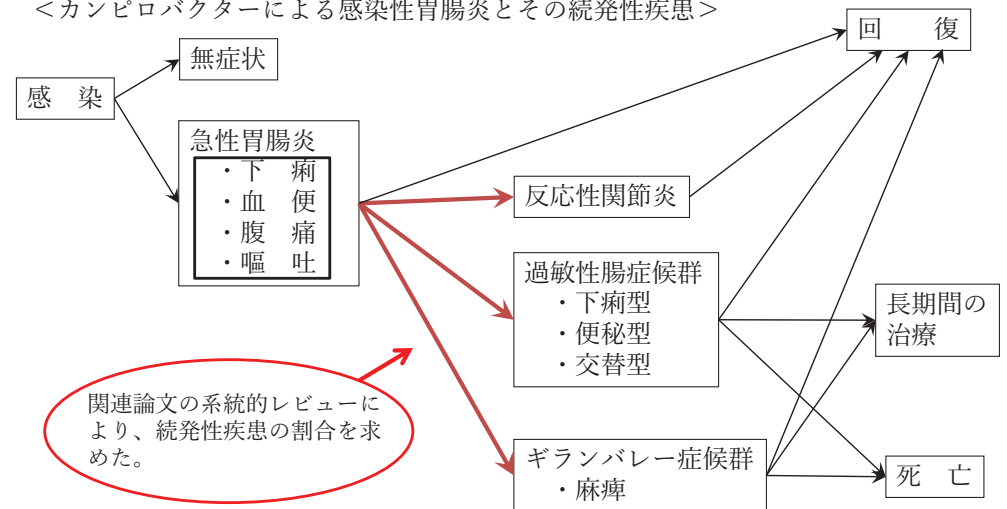 ＜カンピロバクターによる感染性胃腸炎とその続発性疾患＞
回　復
無症状
感　染
急性胃腸炎
・下　痢
・血　便
・腹　痛
・嘔　吐
反応性関節炎
過敏性腸症候群
・下痢型
・便秘型
・交替型
長期間の
治療
関連論文の系統的レビューに
より、続発性疾患の割合を求
めた。
ギランバレー症候群
・麻痺
死　亡